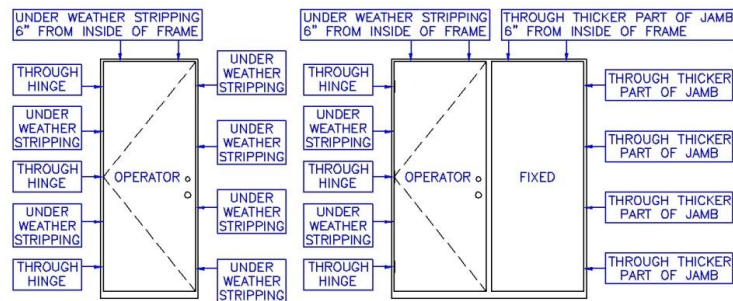 UNDER WEATHER STRIPPING
6" FROM INSIDE OF FRAME
THROUGH
HINGE
UNDER
WEATHER
STRIPPING
THROUGH
HINGE
UNDER
WEATHER
STRIPPING
THROUGH
HINGE
OPERATOR
UNDER
WEATHER
STRIPPING
UNDER
WEATHER
STRIPPING
UNDER
WEATHER
STRIPPING
UNDER
WEATHER
STRIPPING
UNDER WEATHER STRIPPING
6" FROM INSIDE OF FRAME
THROUGH THICKER PART OF JAMB
6" FROM INSIDE OF FRAME
THROUGH
HINGE
UNDER
WEATHER
STRIPPING
THROUGH
HINGE
UNDER
WEATHER
STRIPPING
THROUGH
HINGE
OPERATOR
FIXED
THROUGH THICKER
PART OF JAMB
THROUGH THICKER
PART OF JAMB
THROUGH THICKER
PART OF JAMB
THROUGH THICKER
PART OF JAMB